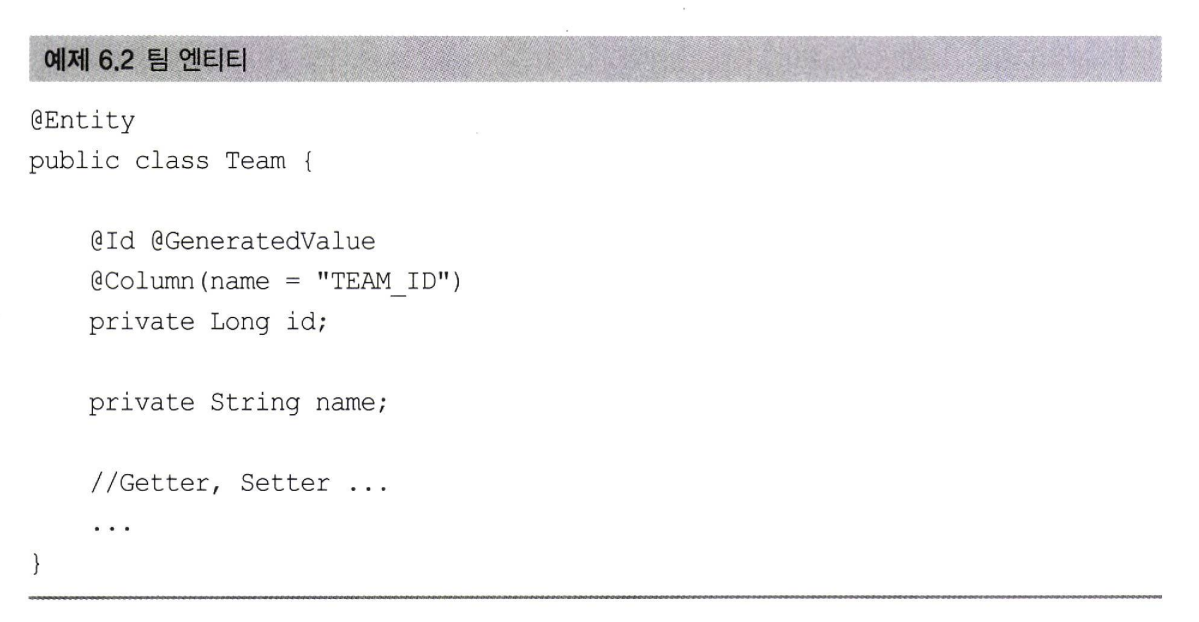 예제 6.2 팀 엔티티
@Entity
public class Team {
@Id @GeneratedValue
@Column(name = "TEAM_ID")
private Long id;
private String name;
//Getter, Setter ...
...
}